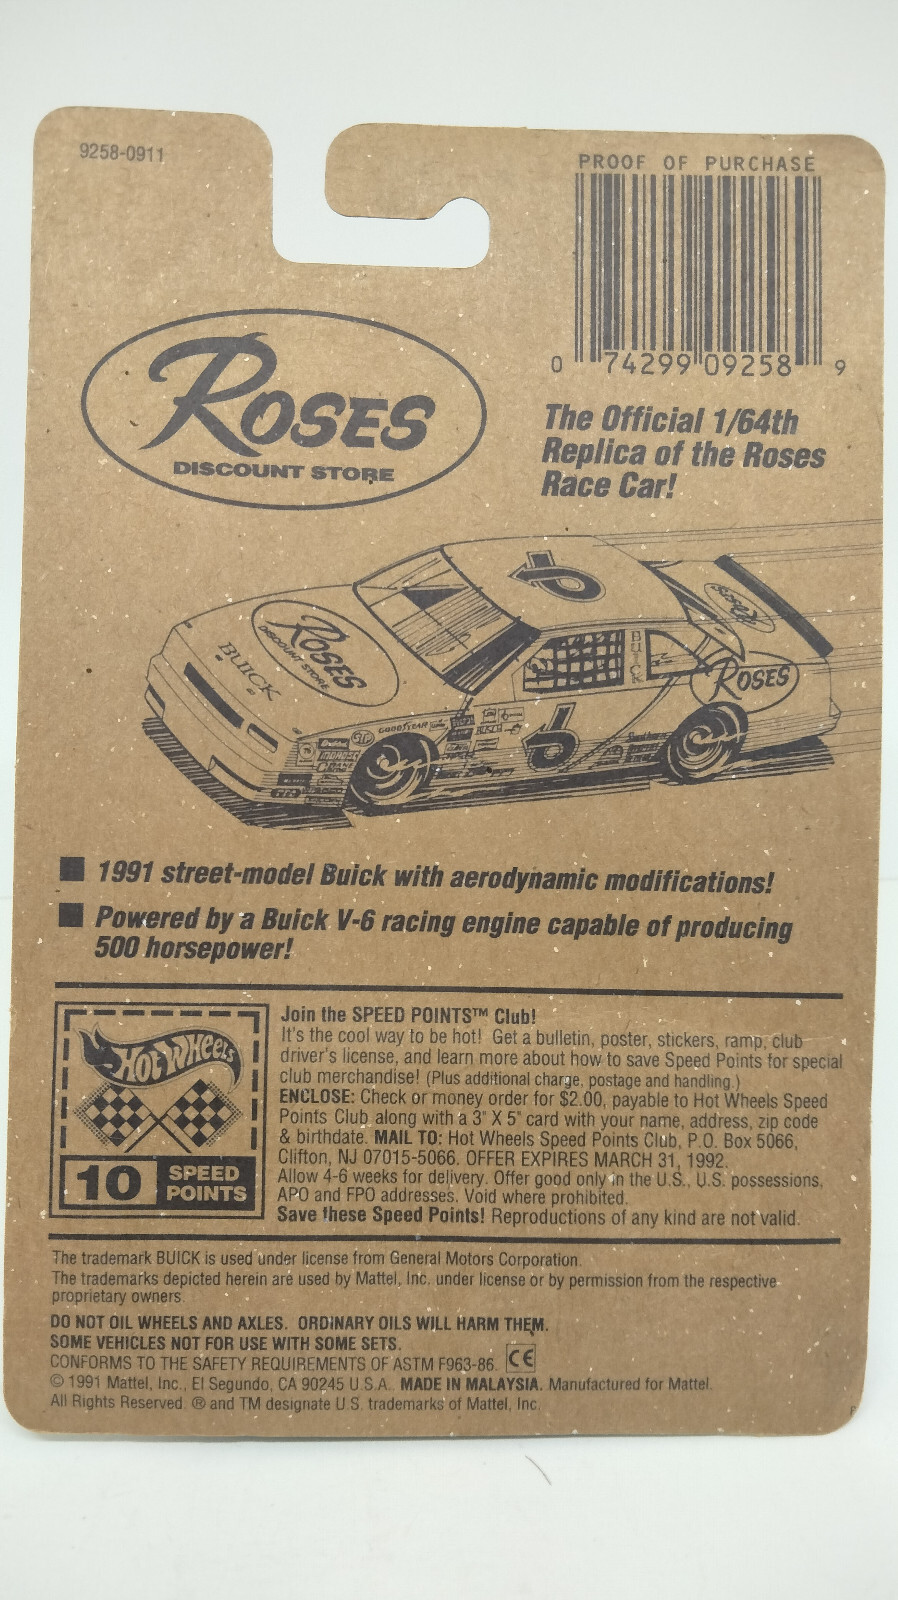 9258-0911
PROOF OF PURCHASE
0 74299 09258 9
ROSES
DISCOUNT STORE
The Official 1/64th
Replica of the Roses
Race Car!
6
ROSES
DISCOUNT STORE
BUICK
BUICK
Roses
ROSES
GOODYEAR
BUSCH
6
■ 1991 street-model Buick with aerodynamic modifications!
■ Powered by a Buick V-6 racing engine capable of producing
500 horsepower!
HOT WHEELS
10 SPEED
POINTS
Join the SPEED POINTS™ Club!
It's the cool way to be hot! Get a bulletin, poster, stickers, ramp, club
driver's license, and learn more about how to save Speed Points for special
club merchandise! (Plus additional charge, postage and handling.)
ENCLOSE: Check or money order for $2.00, payable to Hot Wheels Speed
Points Club along with a 3" X 5" card with your name, address, zip code
& birthdate. MAIL TO: Hot Wheels Speed Points Club, P.O. Box 5066,
Clifton, NJ 07015-5066. OFFER EXPIRES MARCH 31, 1992.
Allow 4-6 weeks for delivery. Offer good only in the U.S., U.S. possessions,
APO and FPO addresses. Void where prohibited.
Save these Speed Points! Reproductions of any kind are not valid.
The trademark BUICK is used under license from General Motors Corporation.
The trademarks depicted herein are used by Mattel, Inc. under license or by permission from the respective
proprietary owners.
DO NOT OIL WHEELS AND AXLES. ORDINARY OILS WILL HARM THEM.
SOME VEHICLES NOT FOR USE WITH SOME SETS.
CONFORMS TO THE SAFETY REQUIREMENTS OF ASTM F963-86. CE
© 1991 Mattel, Inc., El Segundo, CA 90245 U.S.A. MADE IN MALAYSIA. Manufactured for Mattel.
All Rights Reserved. ® and TM designate U.S. trademarks of Mattel, Inc.